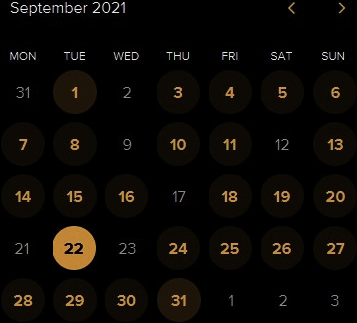 September 2021
MON TUE WED THU FRI SAT SUN
31 1 2 3 4 5 6
7 8 9 10 11 12 13
14 15 16 17 18 19 20
21 22 23 24 25 26 27
28 29 30 31 1 2 3